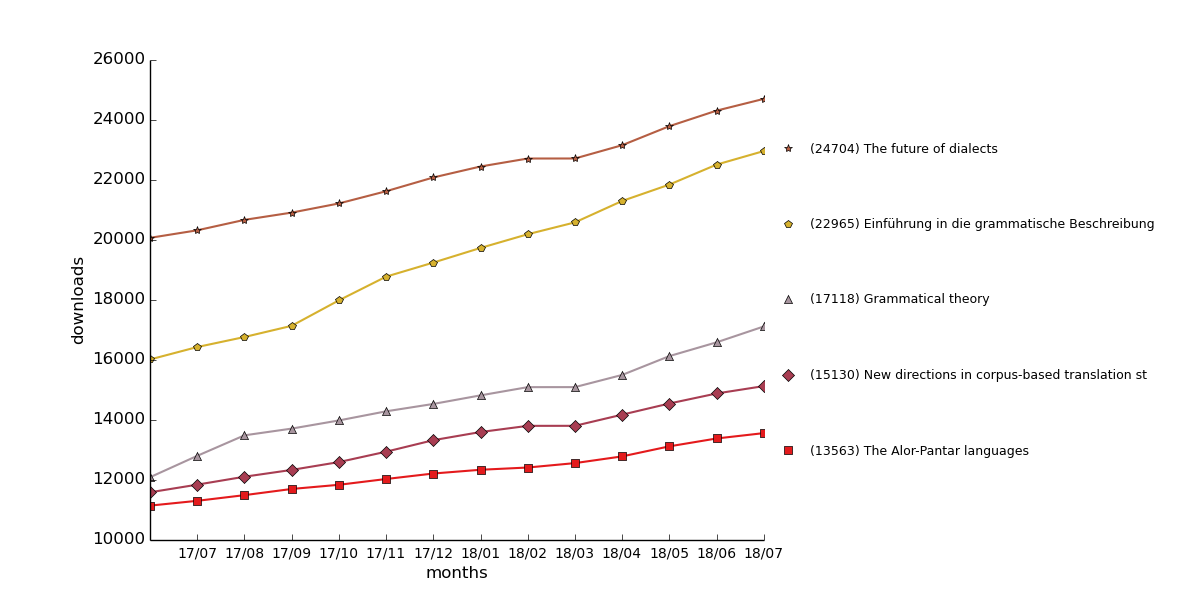 26000
24000
22000
20000
18000
16000
14000
12000
10000
downloads
17/07 17/08 17/09 17/10 17/11 17/12 18/01 18/02 18/03 18/04 18/05 18/06 18/07
months
(24704) The future of dialects
(22965) Einführung in die grammatische Beschreibung
(17118) Grammatical theory
(15130) New directions in corpus-based translation st
(13563) The Alor-Pantar languages